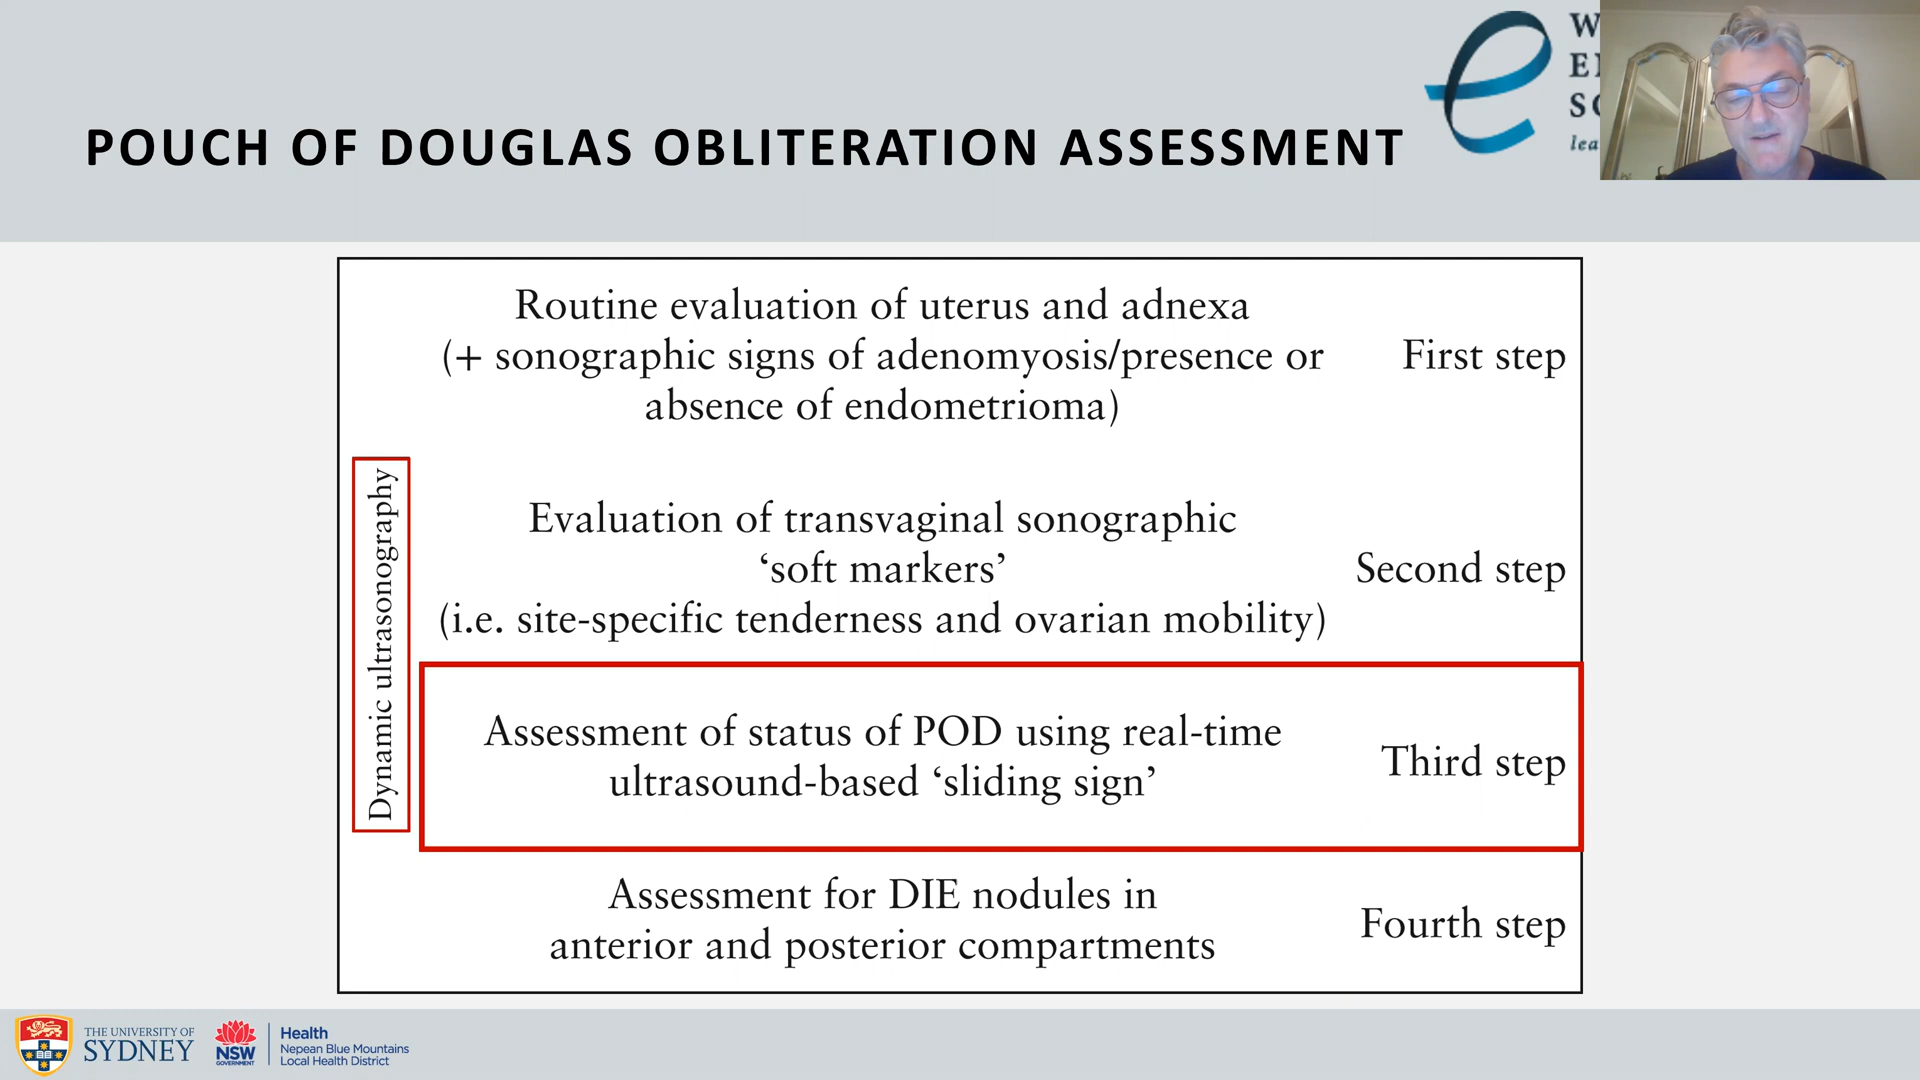 POUCH OF DOUGLAS OBLITERATION ASSESSMENT
Routine evaluation of uterus and adnexa
(+ sonographic signs of adenomyosis/presence or
absence of endometrioma)
First step
Dynamic ultrasonography
Evaluation of transvaginal sonographic
‘soft markers’
(i.e. site-specific tenderness and ovarian mobility)
Second step
Assessment of status of POD using real-time
ultrasound-based ‘sliding sign’
Third step
Assessment for DIE nodules in
anterior and posterior compartments
Fourth step
THE UNIVERSITY OF
SYDNEY
NSW
GOVERNMENT
Health
Nepean Blue Mountains
Local Health District